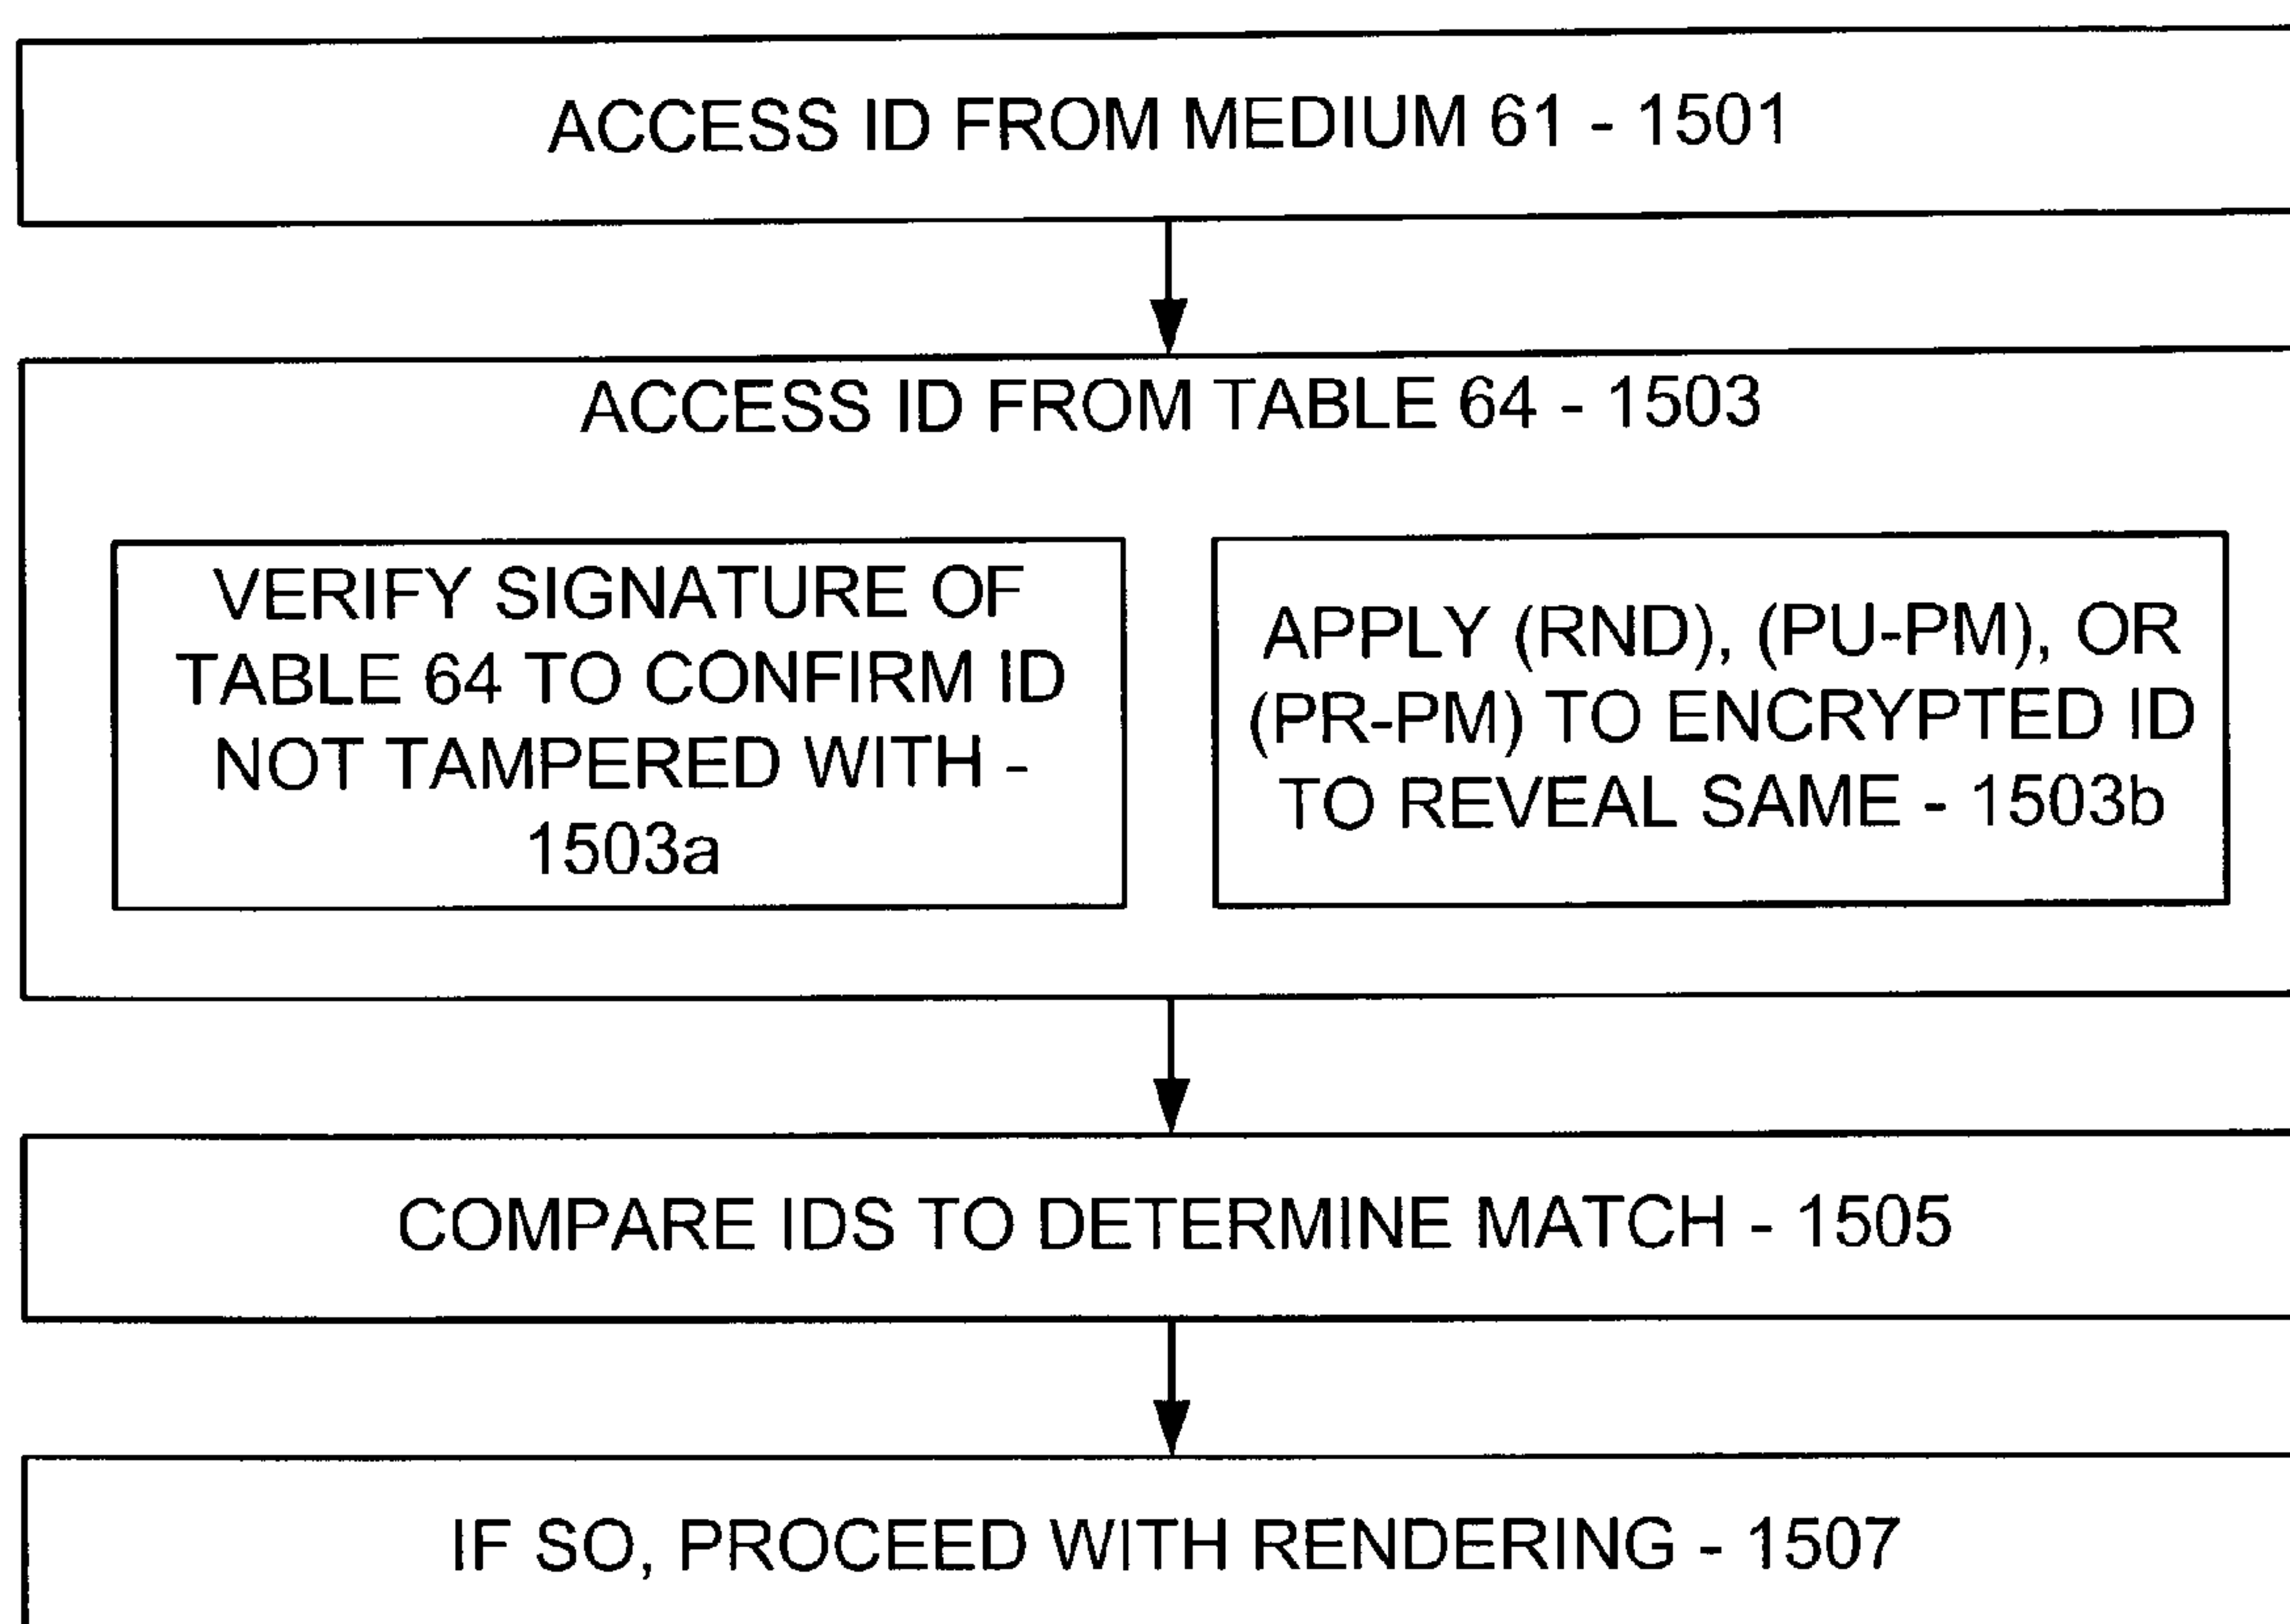 ACCESS ID FROM MEDIUM 61 - 1501
ACCESS ID FROM TABLE 64 - 1503
VERIFY SIGNATURE OF
TABLE 64 TO CONFIRM ID
NOT TAMPERED WITH -
1503a
APPLY (RND), (PU-PM), OR
(PR-PM) TO ENCRYPTED ID
TO REVEAL SAME - 1503b
COMPARE IDS TO DETERMINE MATCH - 1505
IF SO, PROCEED WITH RENDERING - 1507